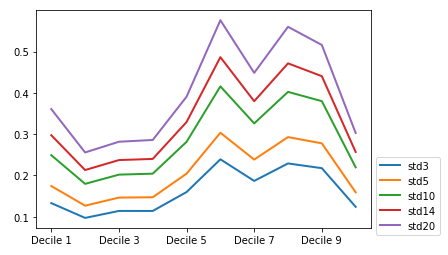 0.5
0.4
0.3
0.2
0.1
Decile 1 Decile 3 Decile 5 Decile 7 Decile 9
std3
std5
std10
std14
std20